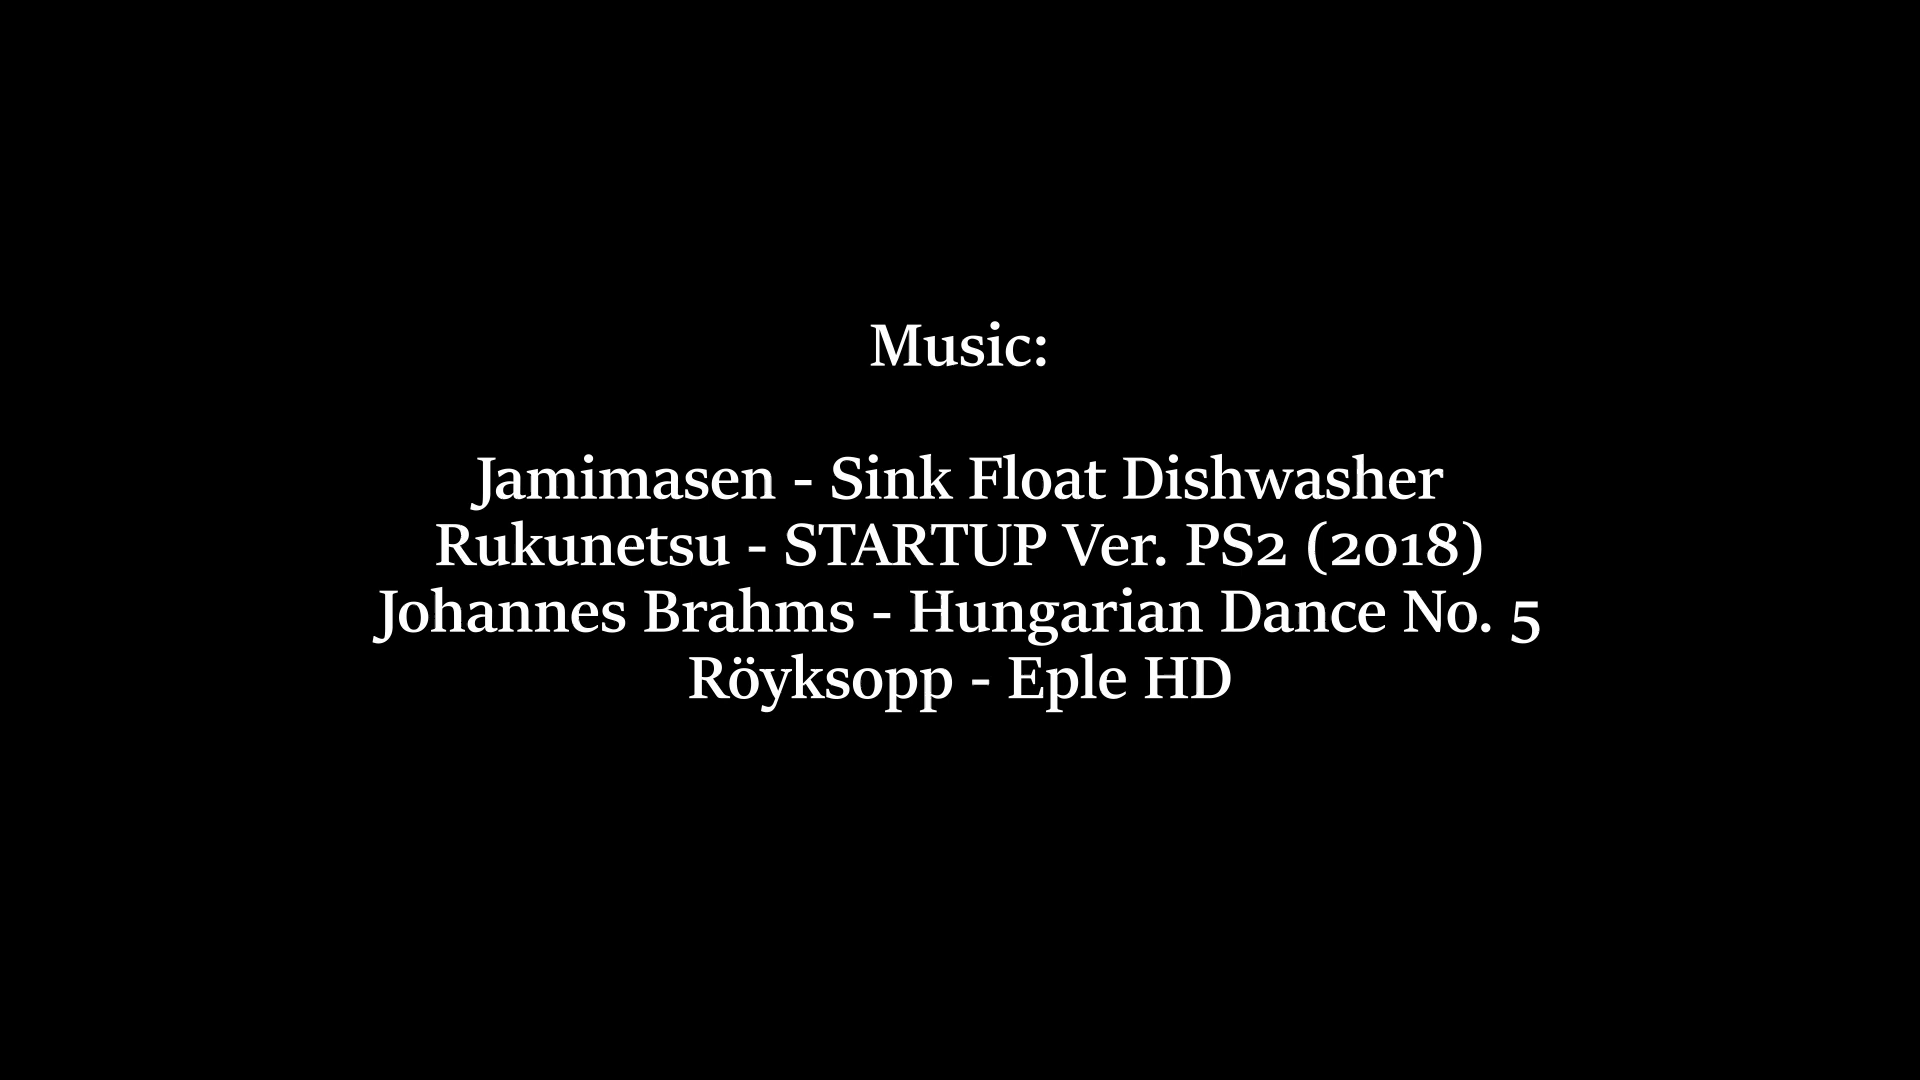 Music:
Jamimasen - Sink Float Dishwasher
Rukunetsu - STARTUP Ver. PS2 (2018)
Johannes Brahms - Hungarian Dance No. 5
Röyksopp - Eple HD